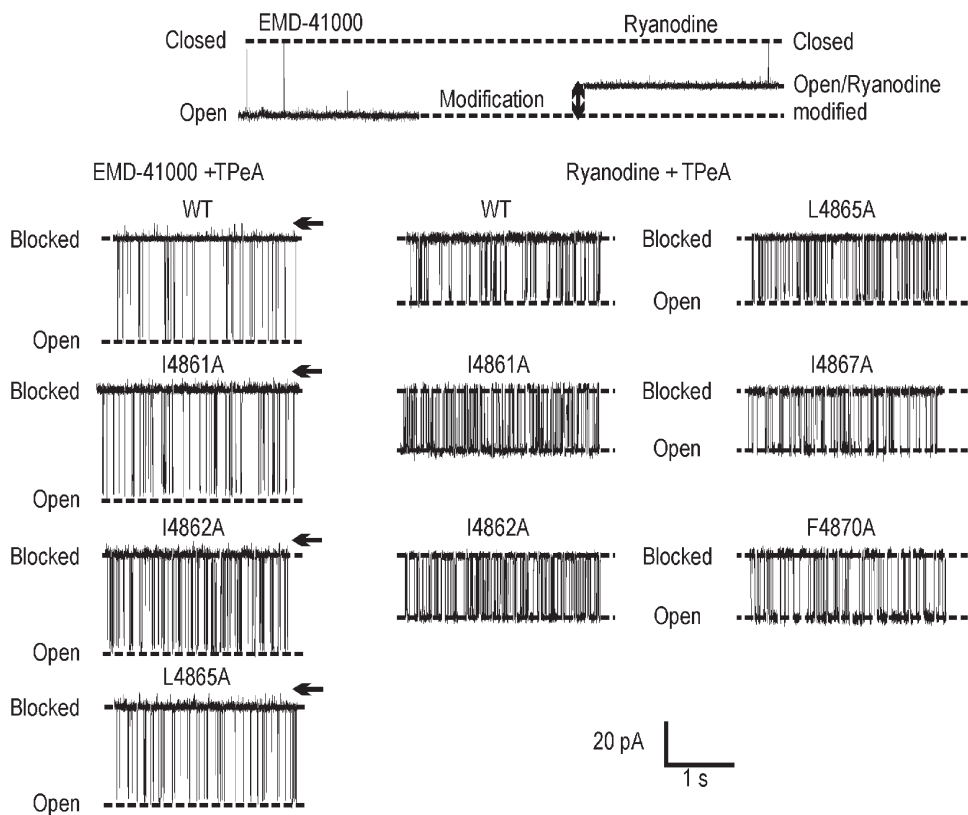 EMD-41000
Ryanodine
Closed
Closed
Open/Ryanodine
modified
Modification
Open
EMD-41000 +TPeA
Ryanodine + TPeA
WT
WT
L4865A
Blocked
Blocked
Open
Open
I4861A
I4861A
I4867A
Blocked
Blocked
Open
Open
I4862A
I4862A
F4870A
Blocked
Blocked
Open
Open
L4865A
Blocked
20 pA
1 s
Open